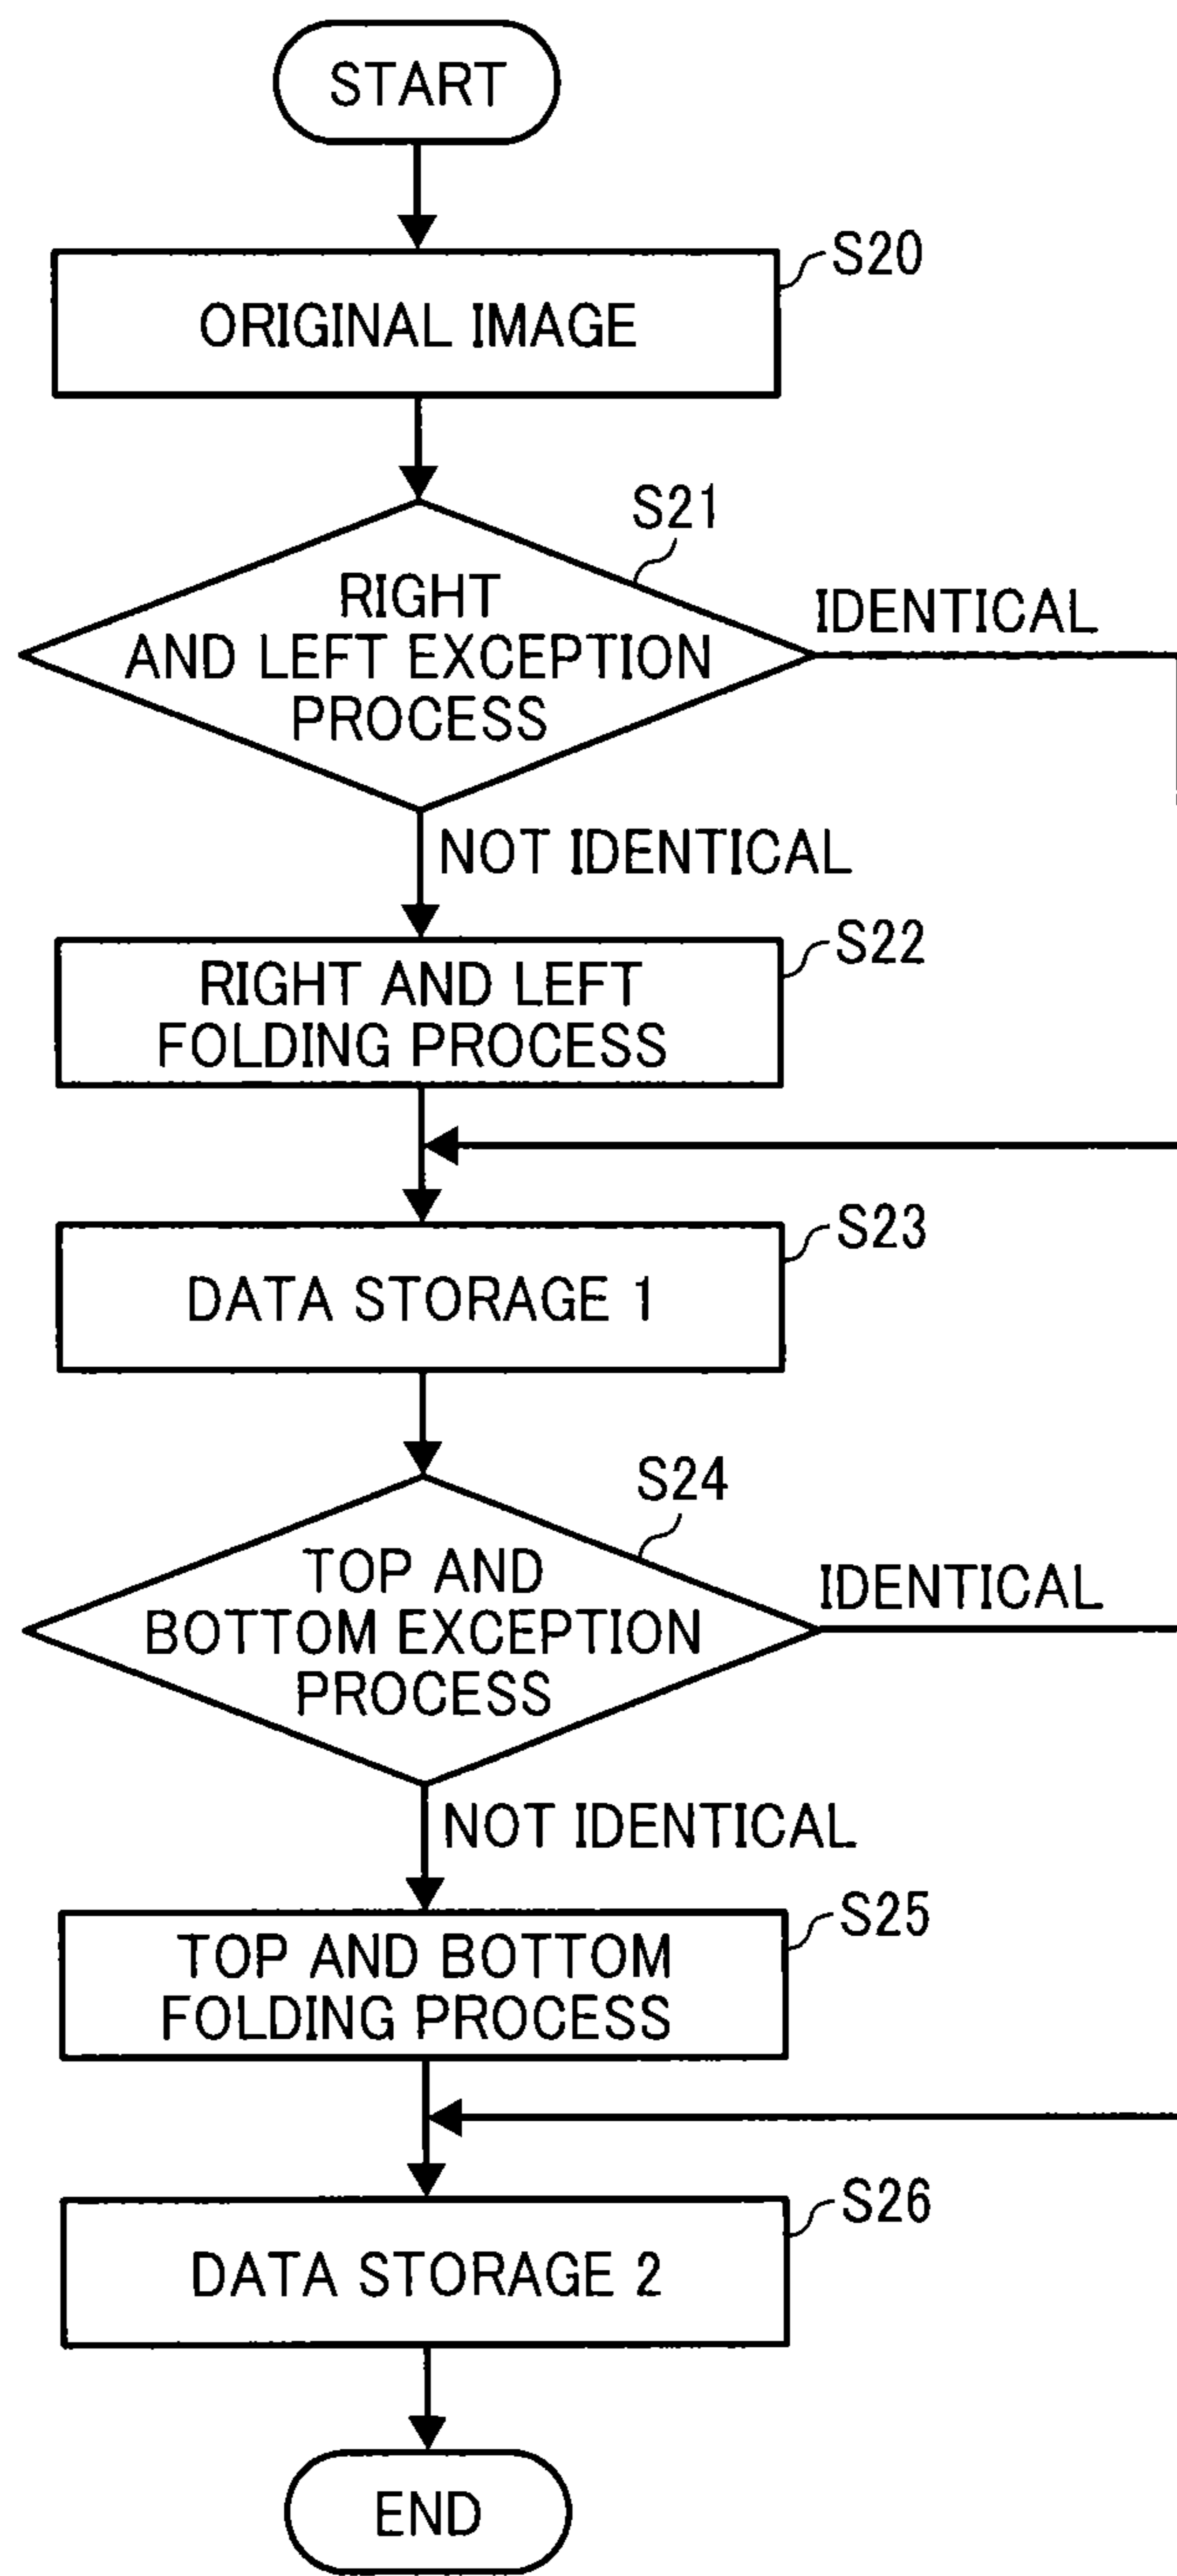 START
S20
ORIGINAL IMAGE
S21
RIGHT
AND LEFT EXCEPTION
PROCESS
IDENTICAL
NOT IDENTICAL
S22
RIGHT AND LEFT
FOLDING PROCESS
S23
DATA STORAGE 1
S24
TOP AND
BOTTOM EXCEPTION
PROCESS
IDENTICAL
NOT IDENTICAL
S25
TOP AND BOTTOM
FOLDING PROCESS
S26
DATA STORAGE 2
END